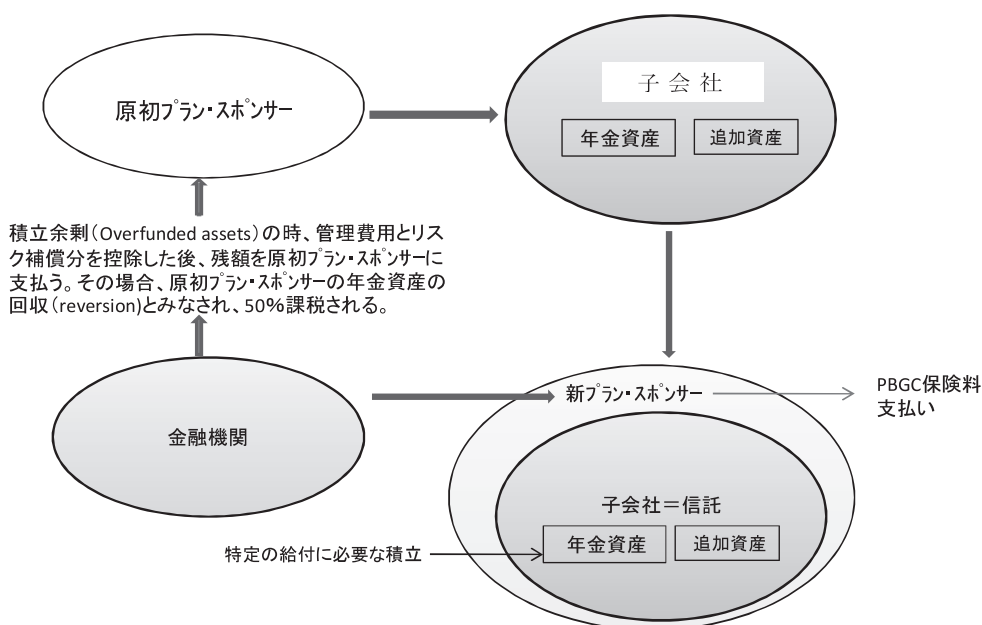 原初プラン・スポンサー
子 会 社
年金資産
追加資産
積立余剰(Overfunded assets)の時、管理費用とリス
ク補償分を控除した後、残額を原初プラン・スポンサーに
支払う。その場合、原初プラン・スポンサーの年金資産の
回収(reversion)とみなされ、50%課税される。
新プラン・スポンサー
PBGC保険料
支払い
金融機関
子会社=信託
年金資産
追加資産
特定の給付に必要な積立